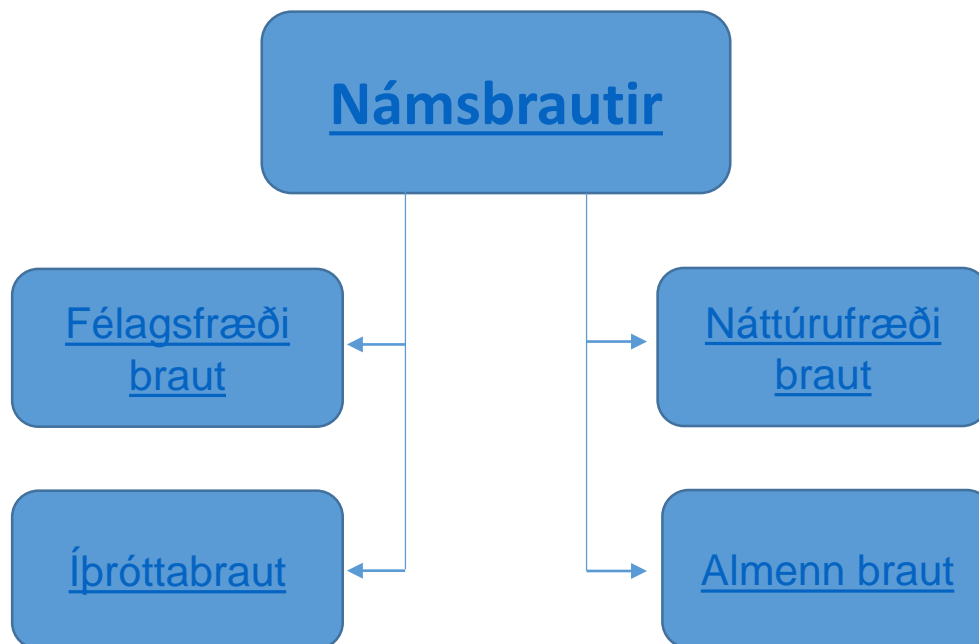 Námsbrautir
Félagsfræði
braut
Náttúrufræði
braut
Íþróttabraut
Almenn braut